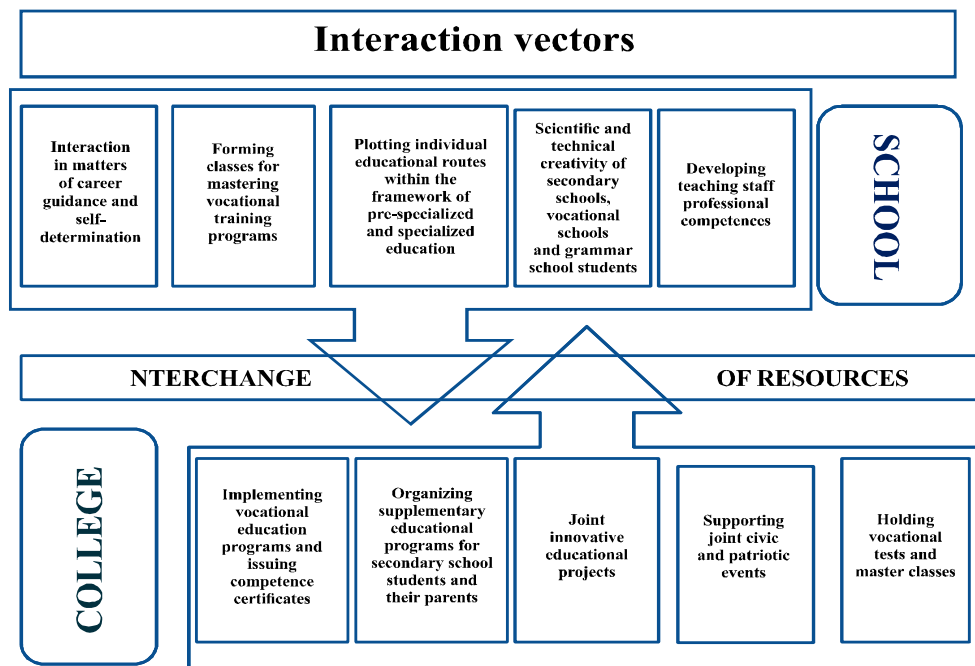 Interaction vectors
Interaction
in matters
of career
guidance and
self-
determination
Forming
classes for
mastering
vocational
training
programs
Plotting individual
educational routes
within the
framework of
pre-specialized
and specialized
education
Scientific and
technical
creativity of
secondary
schools,
vocational
schools
and grammar
school students
Developing
teaching staff
professional
competences
SCHOOL
NTERCHANGE
OF RESOURCES
COLLEGE
Implementing
vocational
education
programs and
issuing
competence
certificates
Organizing
supplementary
educational
programs for
secondary school
students and
their parents
Joint
innovative
educational
projects
Supporting
joint civic
and patriotic
events
Holding
vocational
tests and
master classes